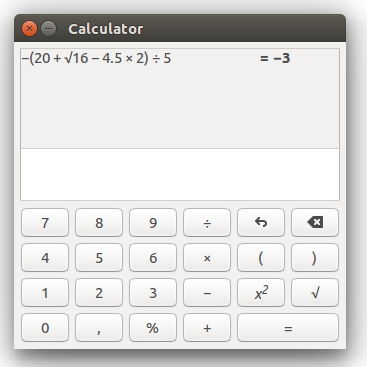 Calculator
−(20 + √16 − 4.5 × 2) ÷ 5 = −3
7 8 9 ÷
4 5 6 × ( )
1 2 3 − x² √
0 , % + =